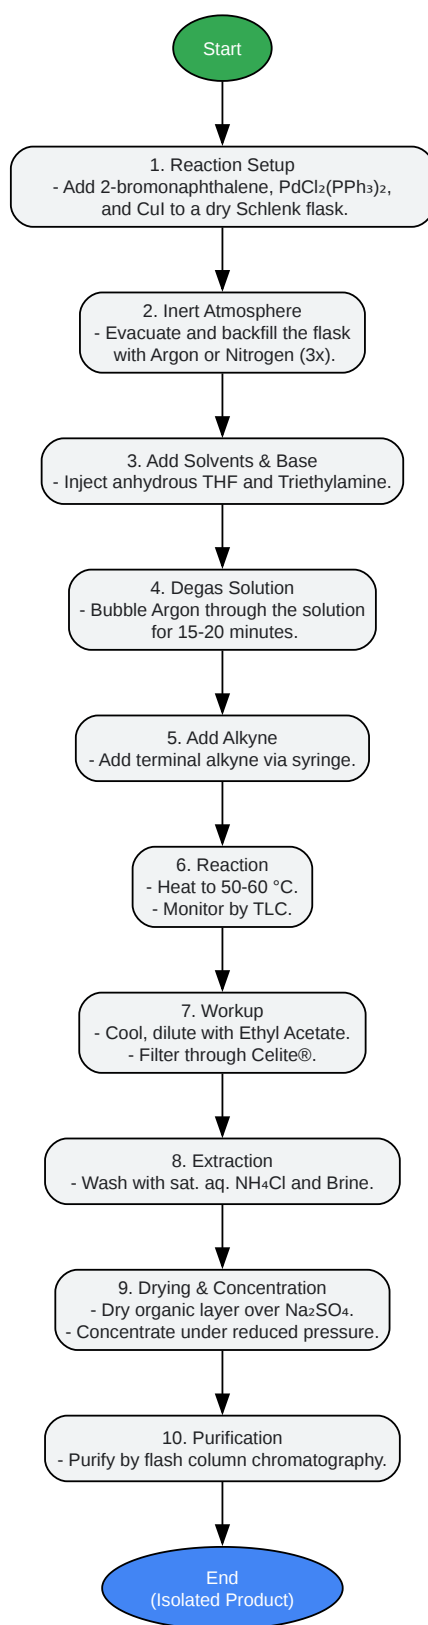 Start
1. Reaction Setup
- Add 2-bromonaphthalene, PdCl₂(PPh₃)₂,
and CuI to a dry Schlenk flask.
2. Inert Atmosphere
- Evacuate and backfill the flask
with Argon or Nitrogen (3x).
3. Add Solvents & Base
- Inject anhydrous THF and Triethylamine.
4. Degas Solution
- Bubble Argon through the solution
for 15-20 minutes.
5. Add Alkyne
- Add terminal alkyne via syringe.
6. Reaction
- Heat to 50-60 °C.
- Monitor by TLC.
7. Workup
- Cool, dilute with Ethyl Acetate.
- Filter through Celite®.
8. Extraction
- Wash with sat. aq. NH₄Cl and Brine.
9. Drying & Concentration
- Dry organic layer over Na₂SO₄.
- Concentrate under reduced pressure.
10. Purification
- Purify by flash column chromatography.
End
(Isolated Product)